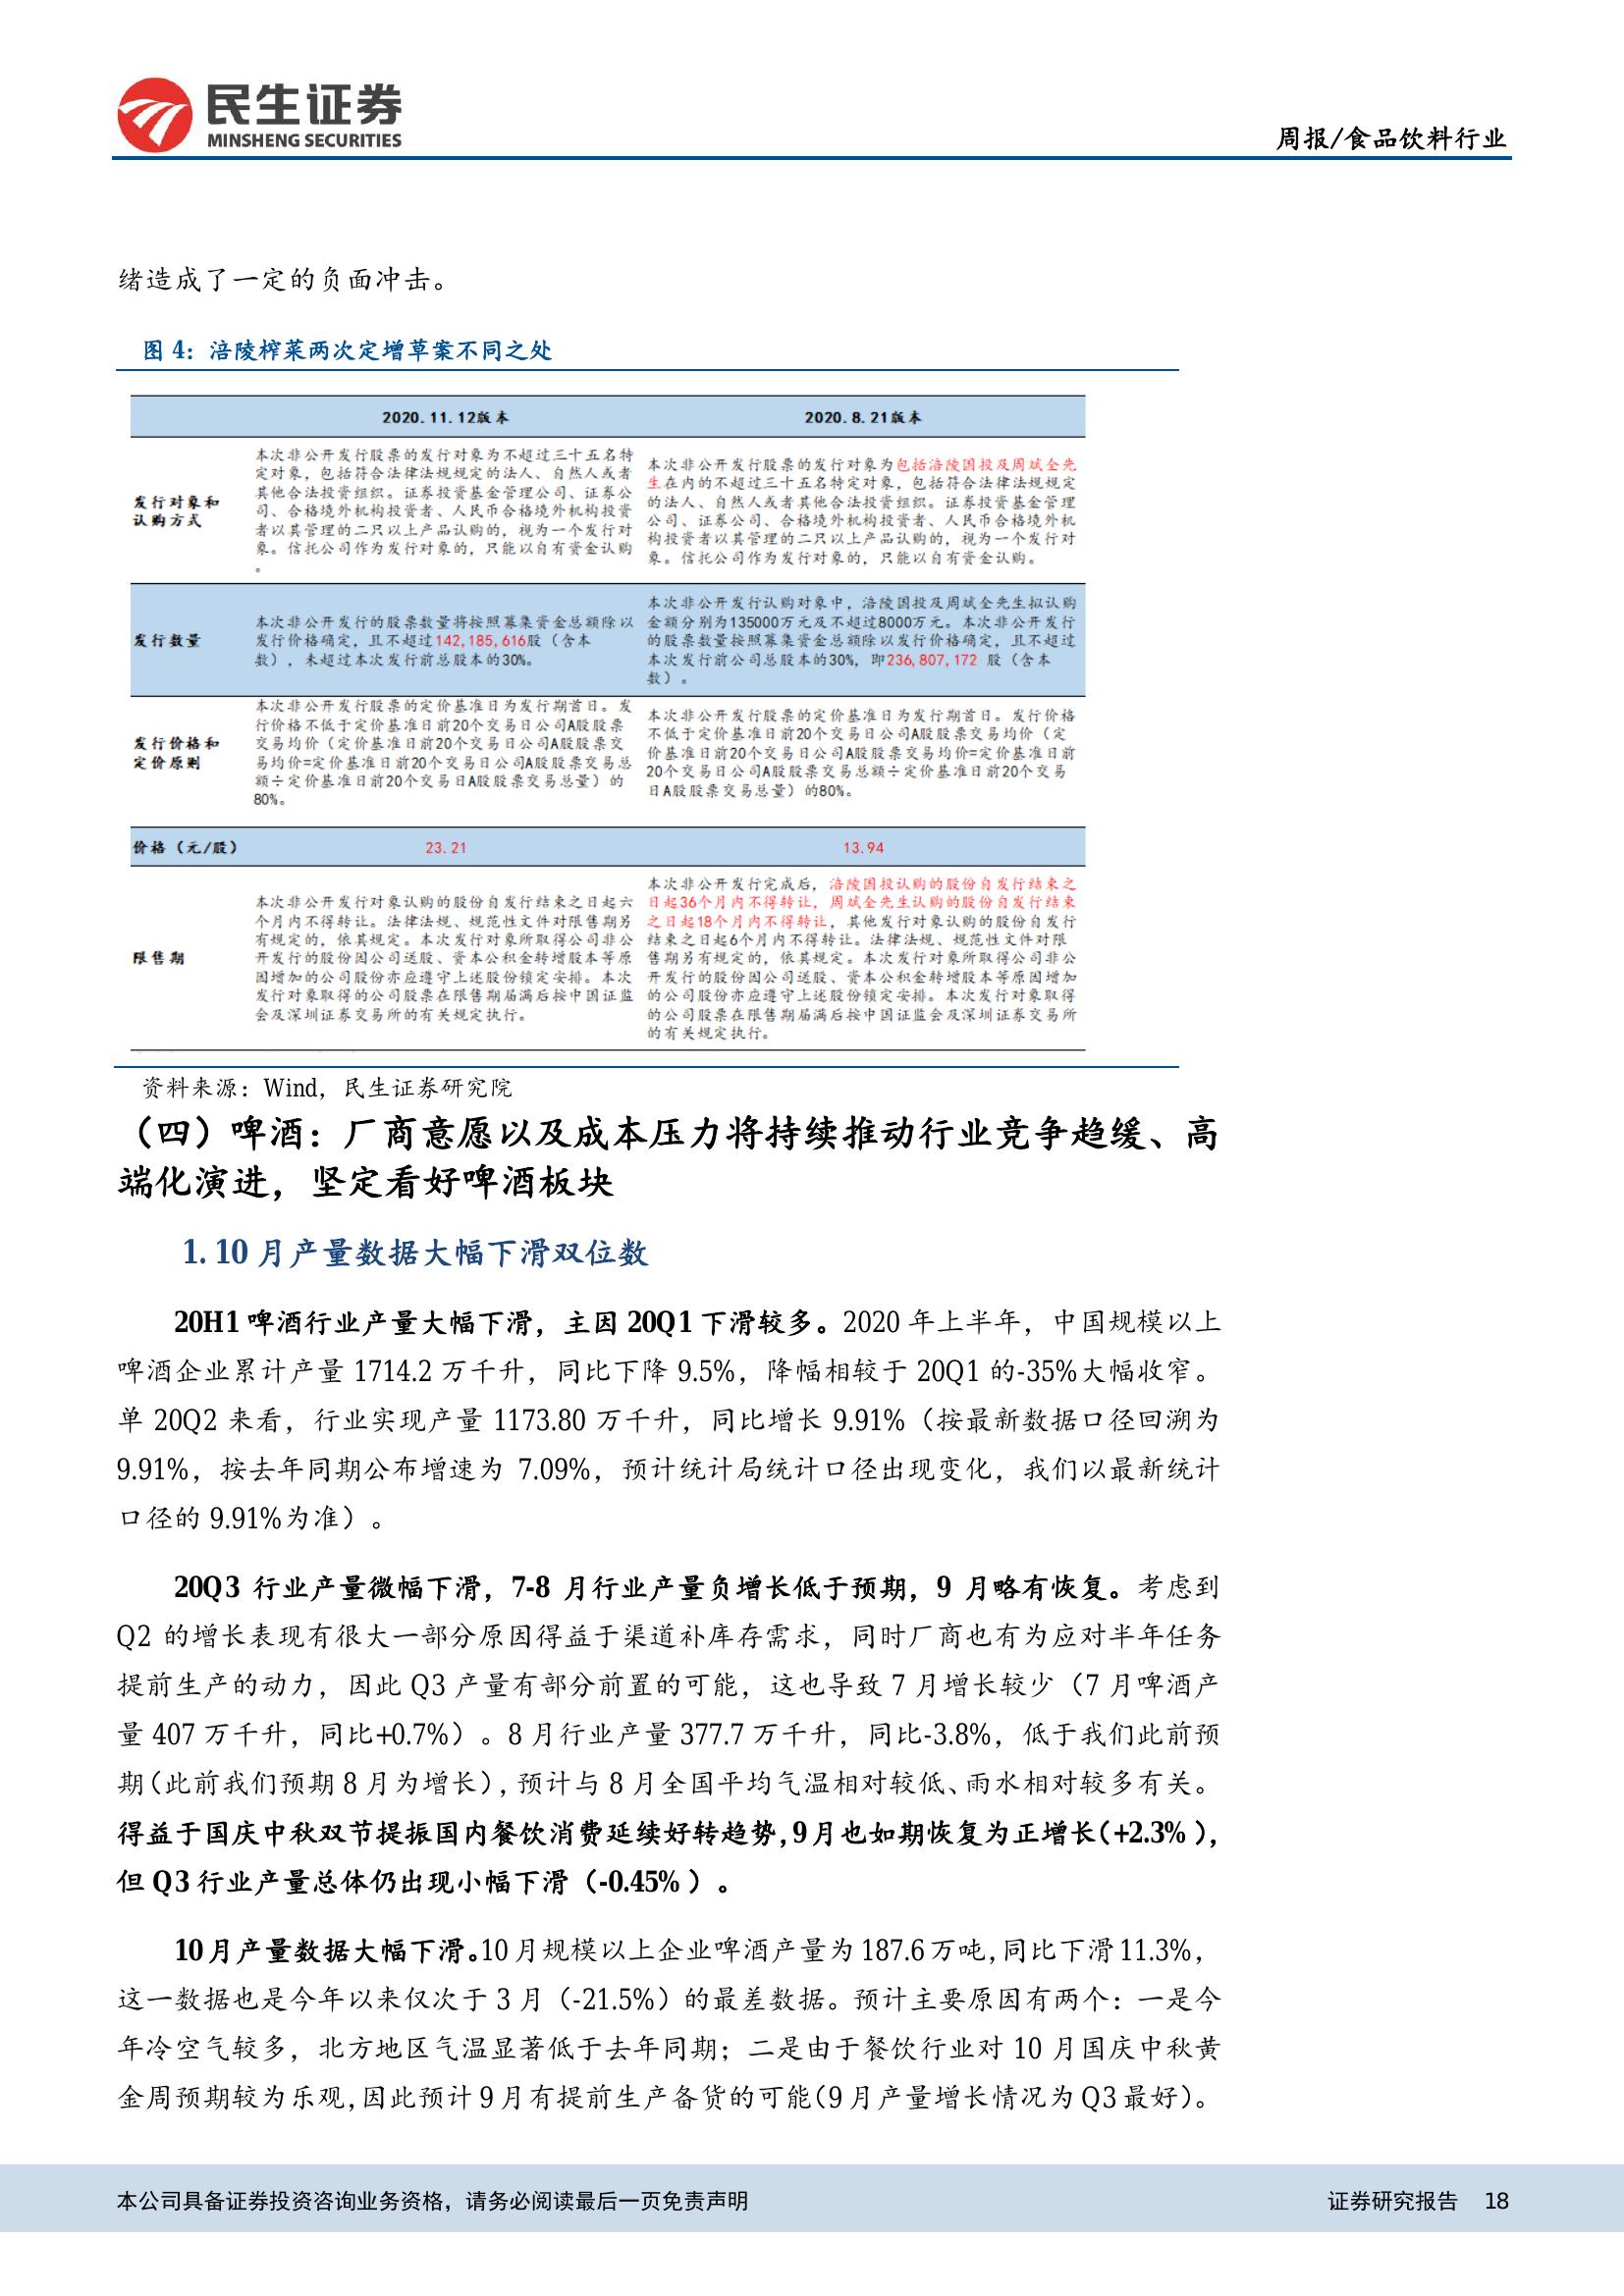 民生证券
MINSHENG SECURITIES
周报/食品饮料行业
绪造成了一定的负面冲击。
图 4：涪陵榨菜两次定增草案不同之处
2020.11.12版本
2020.8.21版本
发行对象和
认购方式
本次非公开发行股票的发行对象为不超过三十五名特
定对象，包括符合法律法规规定的法人、自然人或者
其他合法投资组织。证券投资基金管理公司、证券公
司、合格境外机构投资者、人民币合格境外机构投资
者以其管理的二只以上产品认购的，视为一个发行对
象。信托公司作为发行对象的，只能以自有资金认购
。
本次非公开发行股票的发行对象为包括涪陵国投及周斌全先
生在内的不超过三十五名特定对象，包括符合法律法规规定
的法人、自然人或者其他合法投资组织。证券投资基金管理
公司、证券公司、合格境外机构投资者、人民币合格境外机
构投资者以其管理的二只以上产品认购的，视为一个发行对
象。信托公司作为发行对象的，只能以自有资金认购。
发行数量
本次非公开发行的股票数量将按照募集资金总额除以
发行价格确定，且不超过142,185,616股（含本
数），未超过本次发行前总股本的30%。
本次非公开发行认购对象中，涪陵国投及周斌全先生拟认购
金额分别为135000万元及不超过8000万元。本次非公开发行
的股票数量按照募集资金总额除以发行价格确定，且不超过
本次发行前公司总股本的30%，即236,807,172 股（含本
数）。
发行价格和
定价原则
本次非公开发行股票的定价基准日为发行期首日。发
行价格不低于定价基准日前20个交易日公司A股股票
交易均价（定价基准日前20个交易日公司A股股票交
易均价=定价基准日前20个交易日公司A股股票交易总
额÷定价基准日前20个交易日A股股票交易总量）的
80%。
本次非公开发行股票的定价基准日为发行期首日。发行价格
不低于定价基准日前20个交易日公司A股股票交易均价（定
价基准日前20个交易日公司A股股票交易均价=定价基准日前
20个交易日公司A股股票交易总额÷定价基准日前20个交易
日A股股票交易总量）的80%。
价格（元/股）
23.21
13.94
限售期
本次非公开发行对象认购的股份自发行结束之日起六
个月内不得转让。法律法规、规范性文件对限售期另
有规定的，依其规定。本次发行对象所取得公司非公
开发行的股份因公司送股、资本公积金转增股本等原
因增加的公司股份亦应遵守上述股份锁定安排。本次
发行对象取得的公司股票在限售期届满后按中国证监
会及深圳证券交易所的有关规定执行。
本次非公开发行完成后，涪陵国投认购的股份自发行结束之
日起36个月内不得转让，周斌全先生认购的股份自发行结束
之日起18个月内不得转让，其他发行对象认购的股份自发行
结束之日起6个月内不得转让。法律法规、规范性文件对限
售期另有规定的，依其规定。本次发行对象所取得公司非公
开发行的股份因公司送股、资本公积金转增股本等原因增加
的公司股份亦应遵守上述股份锁定安排。本次发行对象取得
的公司股票在限售期届满后按中国证监会及深圳证券交易所
的有关规定执行。
资料来源：Wind，民生证券研究院
（四）啤酒：厂商意愿以及成本压力将持续推动行业竞争趋缓、高
端化演进，坚定看好啤酒板块
1. 10 月产量数据大幅下滑双位数
20H1 啤酒行业产量大幅下滑，主因 20Q1 下滑较多。2020 年上半年，中国规模以上
啤酒企业累计产量 1714.2 万千升，同比下降 9.5%，降幅相较于 20Q1 的-35%大幅收窄。
单 20Q2 来看，行业实现产量 1173.80 万千升，同比增长 9.91%（按最新数据口径回溯为
9.91%，按去年同期公布增速为 7.09%，预计统计局统计口径出现变化，我们以最新统计
口径的 9.91%为准）。
20Q3 行业产量微幅下滑，7-8 月行业产量负增长低于预期，9 月略有恢复。考虑到
Q2 的增长表现有很大一部分原因得益于渠道补库存需求，同时厂商也有为应对半年任务
提前生产的动力，因此 Q3 产量有部分前置的可能，这也导致 7 月增长较少（7 月啤酒产
量 407 万千升，同比+0.7%）。8 月行业产量 377.7 万千升，同比-3.8%，低于我们此前预
期（此前我们预期 8 月为增长），预计与 8 月全国平均气温相对较低、雨水相对较多有关。
得益于国庆中秋双节提振国内餐饮消费延续好转趋势，9 月也如期恢复为正增长（+2.3%），
但 Q3 行业产量总体仍出现小幅下滑（-0.45%）。
10 月产量数据大幅下滑。10 月规模以上企业啤酒产量为 187.6 万吨，同比下滑 11.3%，
这一数据也是今年以来仅次于 3 月（-21.5%）的最差数据。预计主要原因有两个：一是今
年冷空气较多，北方地区气温显著低于去年同期；二是由于餐饮行业对 10 月国庆中秋黄
金周预期较为乐观，因此预计 9 月有提前生产备货的可能（9 月产量增长情况为 Q3 最好）。
本公司具备证券投资咨询业务资格，请务必阅读最后一页免责声明
证券研究报告 18